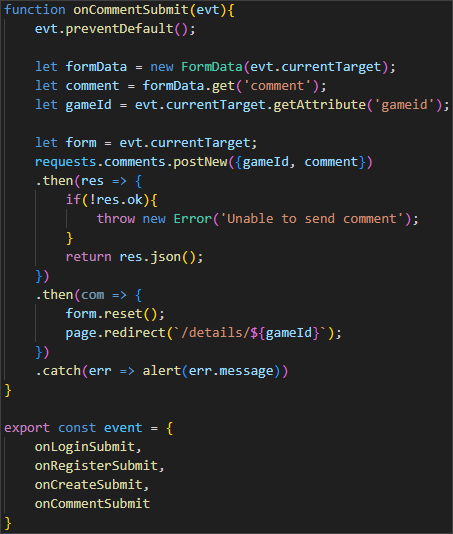 function onCommentSubmit(evt){
    evt.preventDefault();

    let formData = new FormData(evt.currentTarget);
    let comment = formData.get('comment');
    let gameId = evt.currentTarget.getAttribute('gameid');

    let form = evt.currentTarget;
    requests.comments.postNew({gameId, comment})
    .then(res => {
        if(!res.ok){
            throw new Error('Unable to send comment');
        }
        return res.json();
    })
    .then(com => {
        form.reset();
        page.redirect(`/details/${gameId}`);
    })
    .catch(err => alert(err.message))
}

export const event = {
    onLoginSubmit,
    onRegisterSubmit,
    onCreateSubmit,
    onCommentSubmit
}